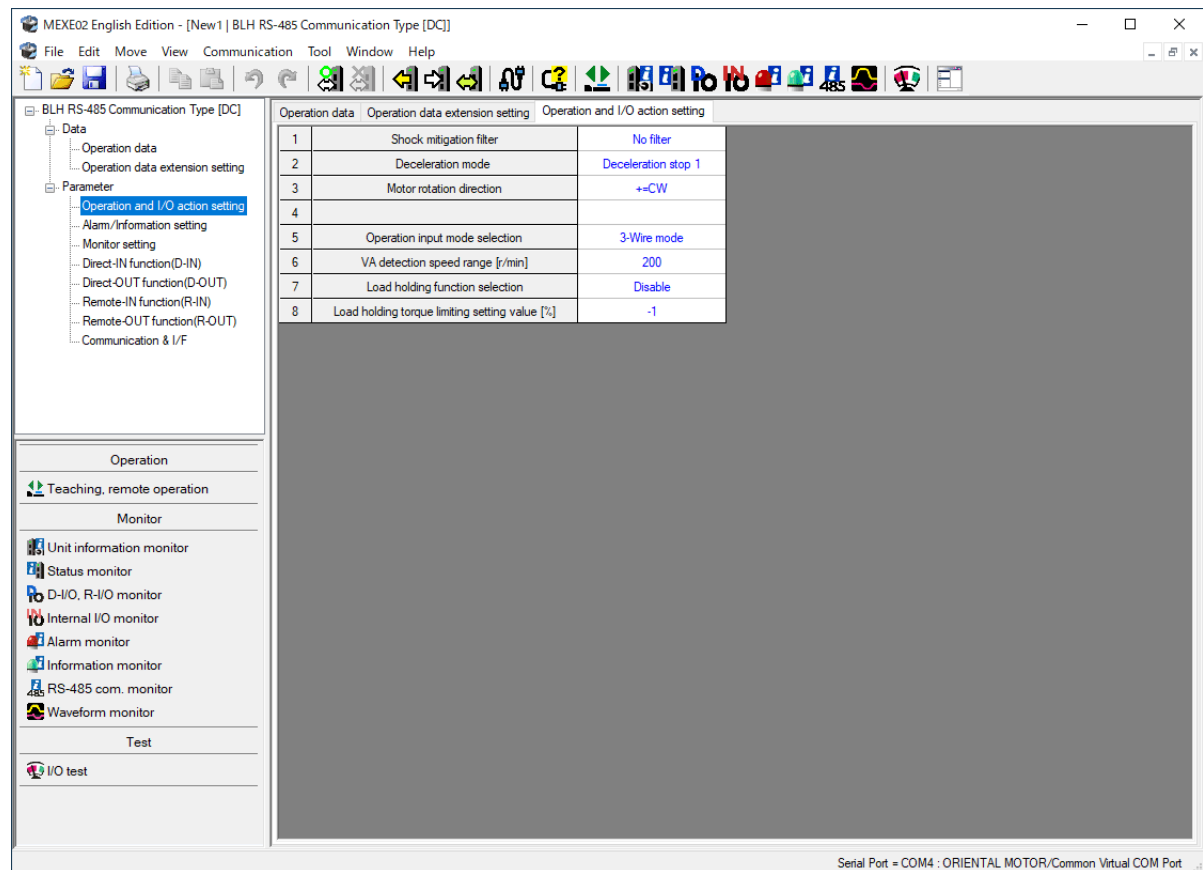 MEXE02 English Edition - [New1 | BLH RS-485 Communication Type [DC]]
File Edit Move View Communication Tool Window Help
BLH RS-485 Communication Type [DC]
Data
Operation data
Operation data extension setting
Parameter
Operation and I/O action setting
Alarm/Information setting
Monitor setting
Direct-IN function(D-IN)
Direct-OUT function(D-OUT)
Remote-IN function(R-IN)
Remote-OUT function(R-OUT)
Communication & I/F
Operation data Operation data extension setting Operation and I/O action setting
1 Shock mitigation filter No filter
2 Deceleration mode Deceleration stop 1
3 Motor rotation direction +=CW
4
5 Operation input mode selection 3-Wire mode
6 VA detection speed range [r/min] 200
7 Load holding function selection Disable
8 Load holding torque limiting setting value [%] -1
Operation
Teaching, remote operation
Monitor
Unit information monitor
Status monitor
D-I/O, R-I/O monitor
Internal I/O monitor
Alarm monitor
Information monitor
RS-485 com. monitor
Waveform monitor
Test
I/O test
Serial Port = COM4 : ORIENTAL MOTOR/Common Virtual COM Port